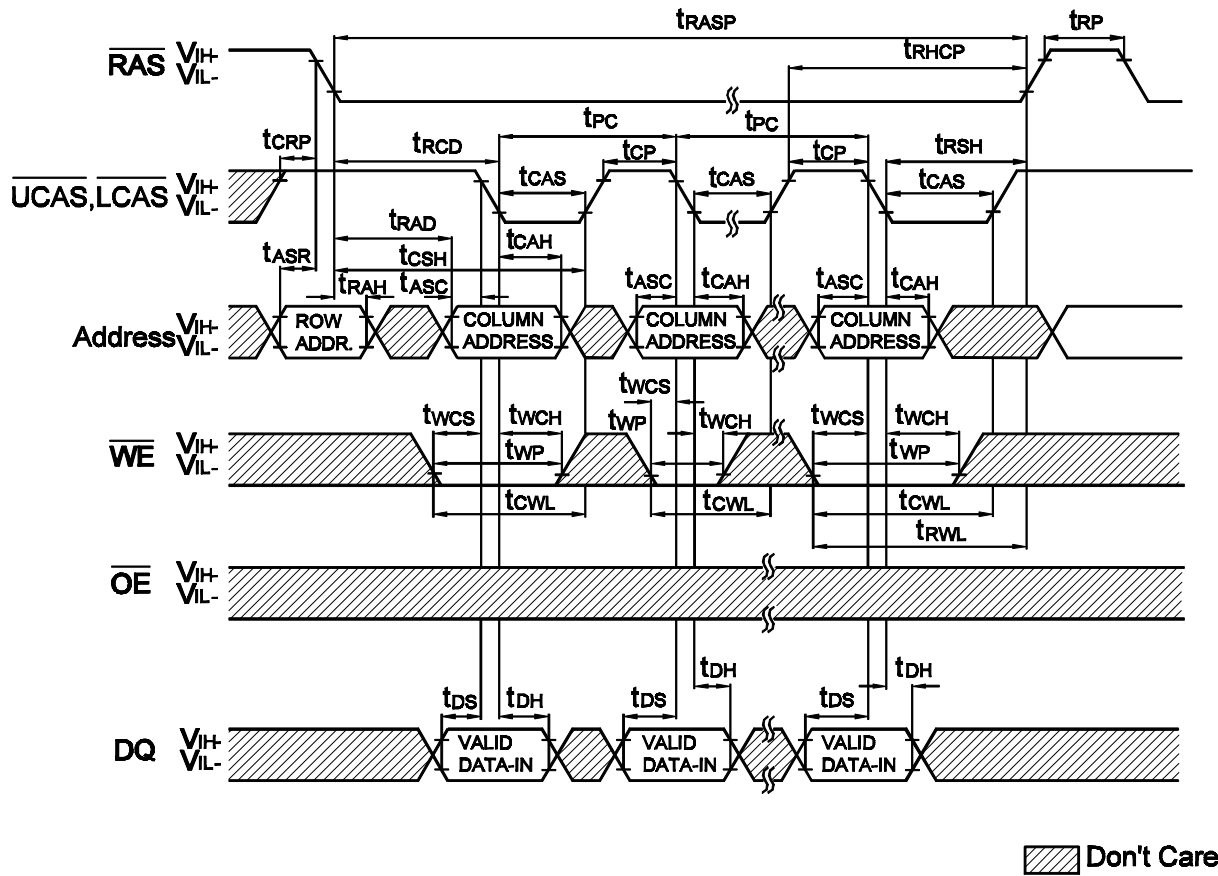 tRASP
tRP
tRHCP
RAS VIH-
VIL-
tPC tPC
tCRP tRCD tCP tCP tRSH
UCAS,LCAS VIH-
VIL-
tCAS tCAS tCAS
tRAD
tASR tCSH tCAH
tRAH tASC tASC tCAH tASC tCAH
Address VIH-
VIL-
ROW
ADDR.
COLUMN
ADDRESS
COLUMN
ADDRESS
COLUMN
ADDRESS
tWCS
tWCS tWCH tWP tWCH tWCS tWCH
WE VIH-
VIL-
tWP tWP
tCWL tCWL tCWL
tRWL
OE VIH-
VIL-
tDS tDH tDS tDH tDS tDH
DQ VIH-
VIL-
VALID
DATA-IN
VALID
DATA-IN
VALID
DATA-IN
Don't Care